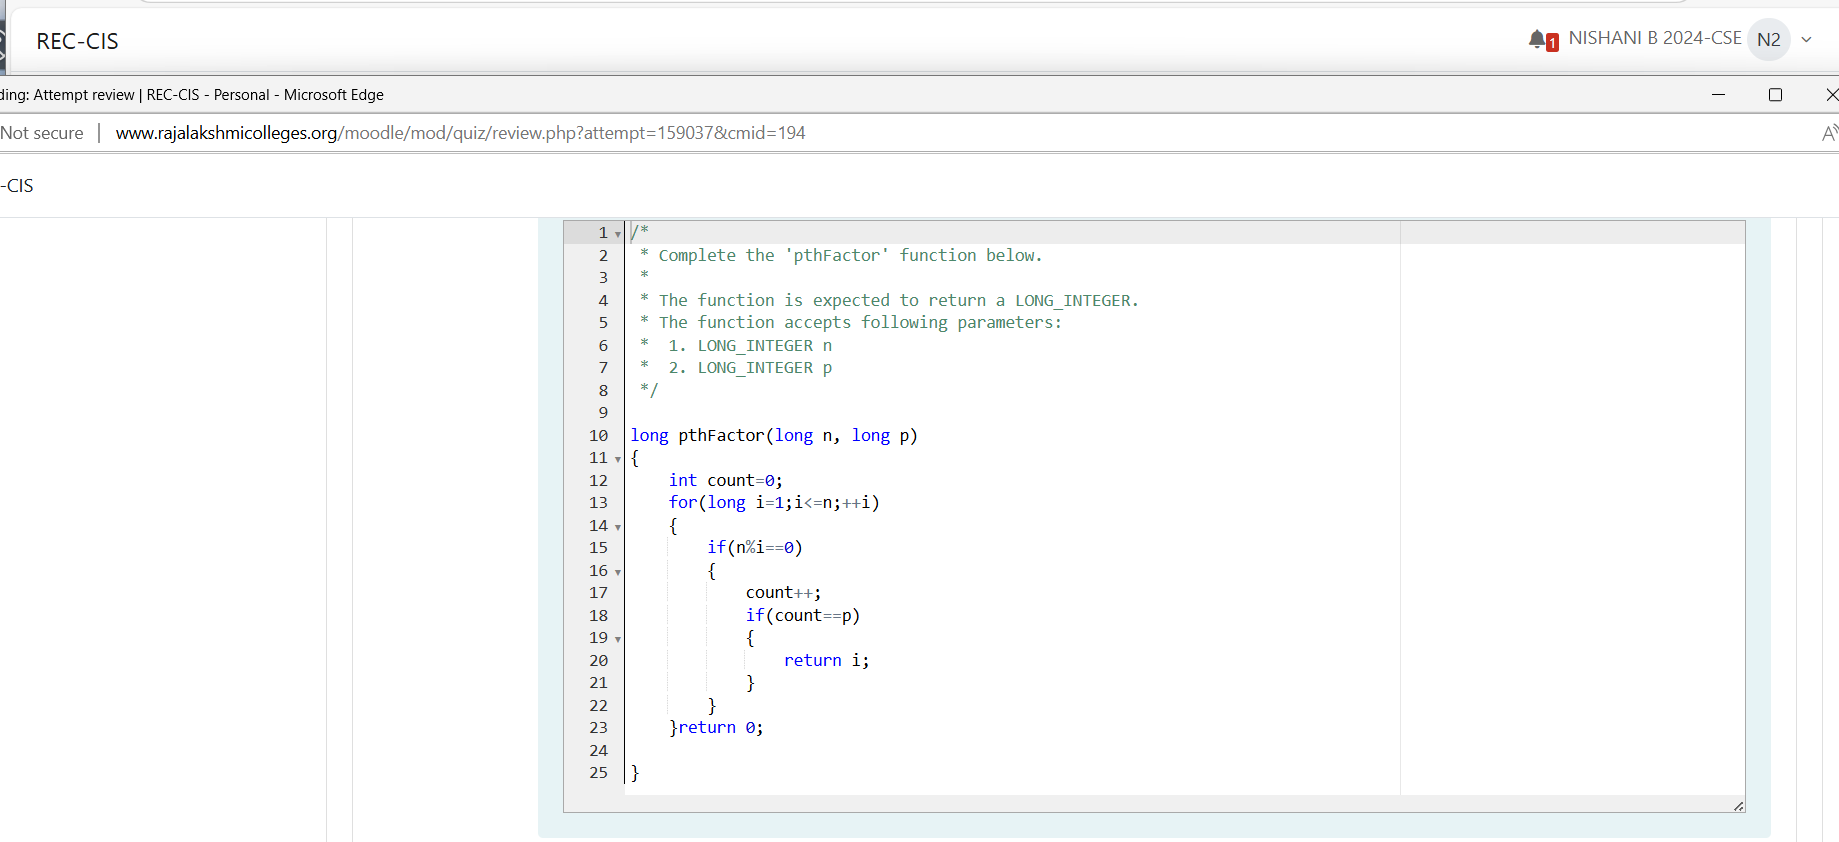 REC-CIS
1
NISHANI B 2024-CSE
N2
ding: Attempt review | REC-CIS - Personal - Microsoft Edge
Not secure | www.rajalakshmicolleges.org/moodle/mod/quiz/review.php?attempt=159037&cmid=194
-CIS
1 /*
2 * Complete the 'pthFactor' function below.
3 *
4 * The function is expected to return a LONG_INTEGER.
5 * The function accepts following parameters:
6 *  1. LONG_INTEGER n
7 *  2. LONG_INTEGER p
8 */
9
10 long pthFactor(long n, long p)
11 {
12     int count=0;
13     for(long i=1;i<=n;++i)
14     {
15         if(n%i==0)
16         {
17             count++;
18             if(count==p)
19             {
20                 return i;
21             }
22         }
23     }return 0;
24
25 }